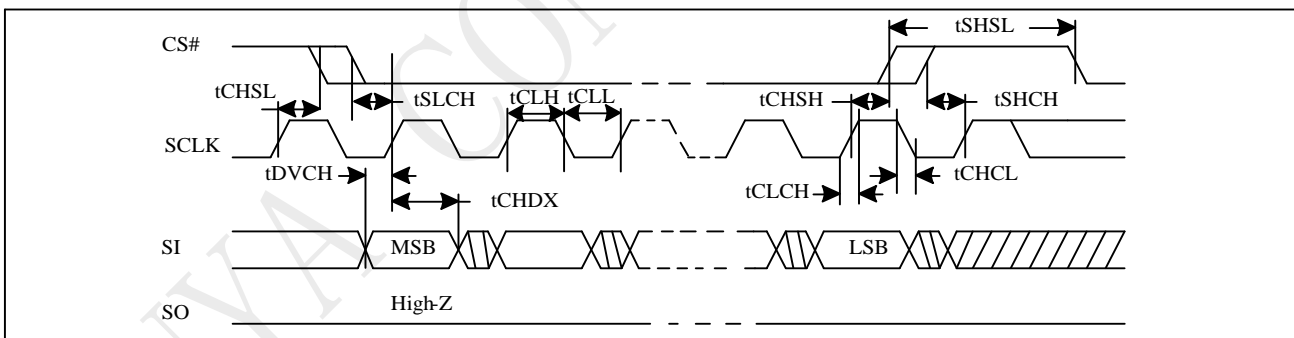 tSHSL
CS#
tCHSL
tSLCH
tCLH
tCLL
tCHSH
tSHCH
SCLK
tDVCH
tCHDX
tCLCH
tCHCL
SI
MSB
LSB
SO
High-Z